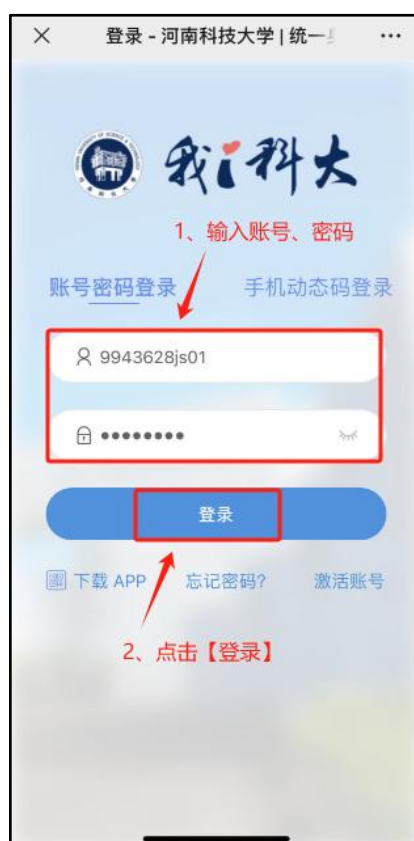 登录 - 河南科技大学 | 统一
我i科大
1、输入账号、密码
账号密码登录 手机动态码登录
9943628js01
登录
下载 APP 忘记密码? 激活账号
2、点击【登录】